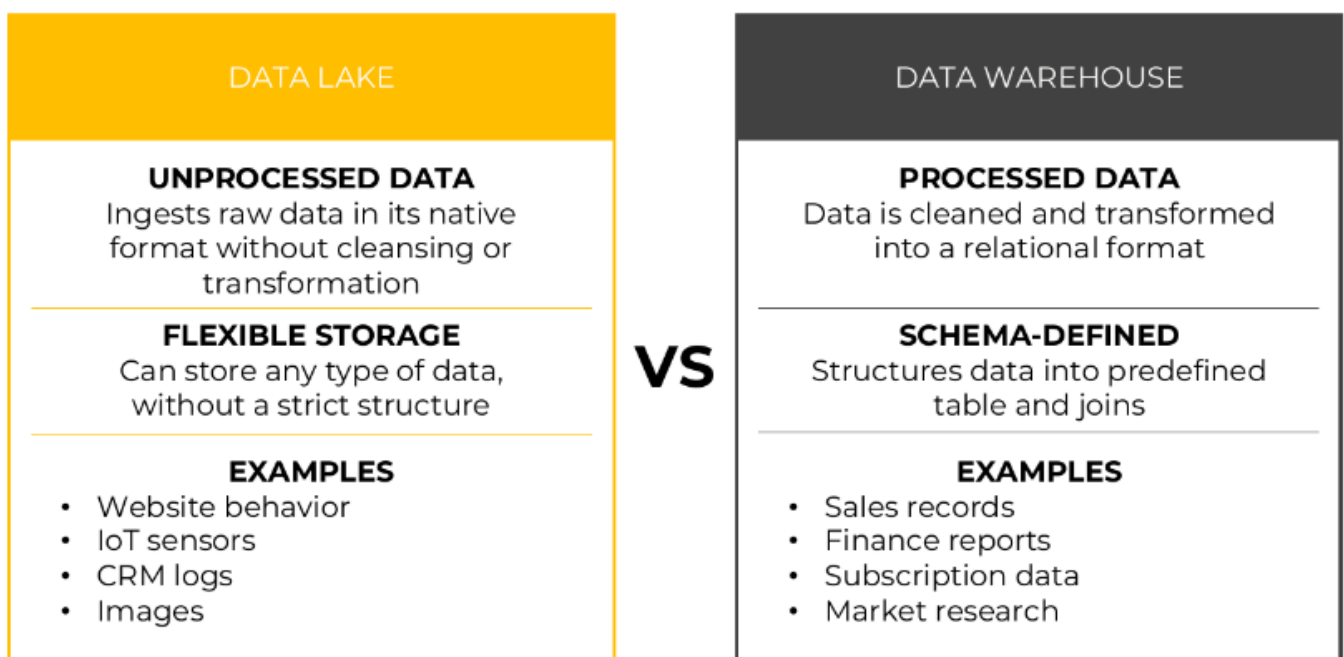 DATA LAKE
UNPROCESSED DATA
Ingests raw data in its native
format without cleansing or
transformation
FLEXIBLE STORAGE
Can store any type of data,
without a strict structure
EXAMPLES
• Website behavior
• IoT sensors
• CRM logs
• Images
VS
DATA WAREHOUSE
PROCESSED DATA
Data is cleaned and transformed
into a relational format
SCHEMA-DEFINED
Structures data into predefined
table and joins
EXAMPLES
• Sales records
• Finance reports
• Subscription data
• Market research